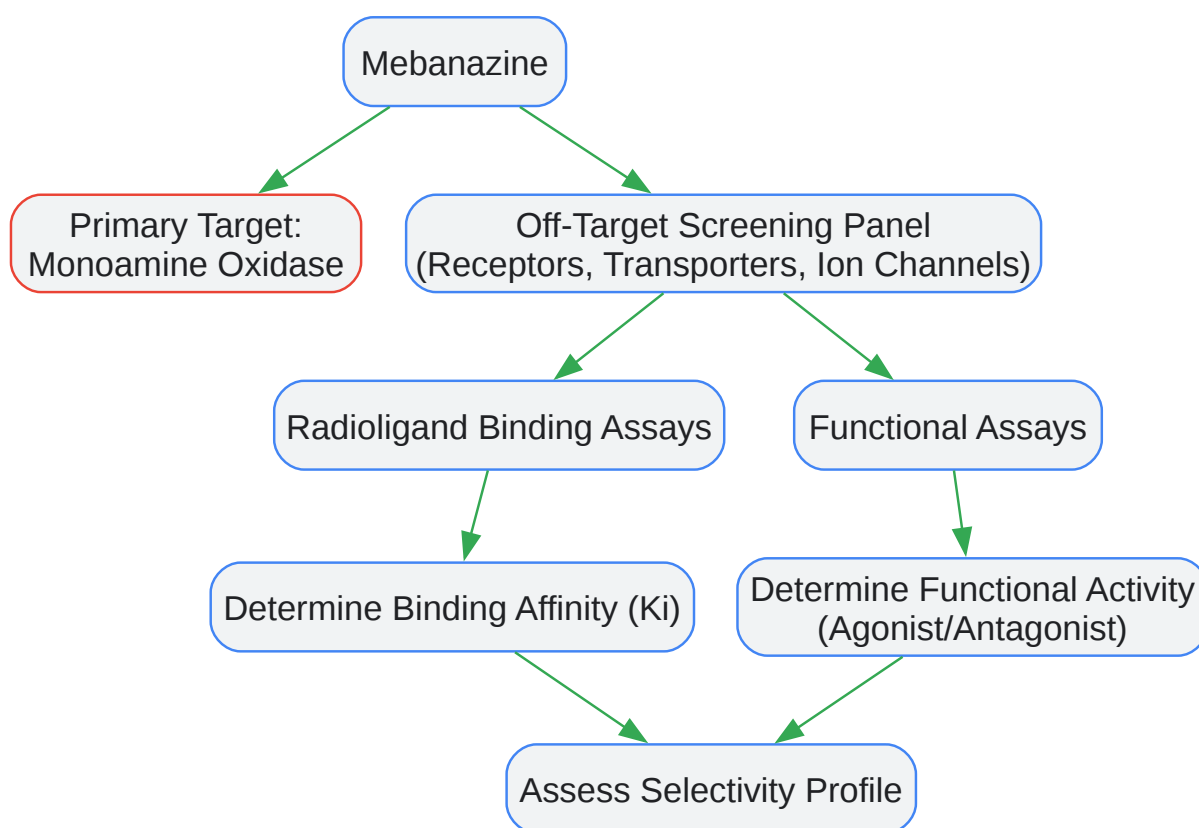 Mebanazine
Primary Target:
Monoamine Oxidase
Off-Target Screening Panel
(Receptors, Transporters, Ion Channels)
Radioligand Binding Assays
Functional Assays
Determine Binding Affinity (Ki)
Determine Functional Activity
(Agonist/Antagonist)
Assess Selectivity Profile